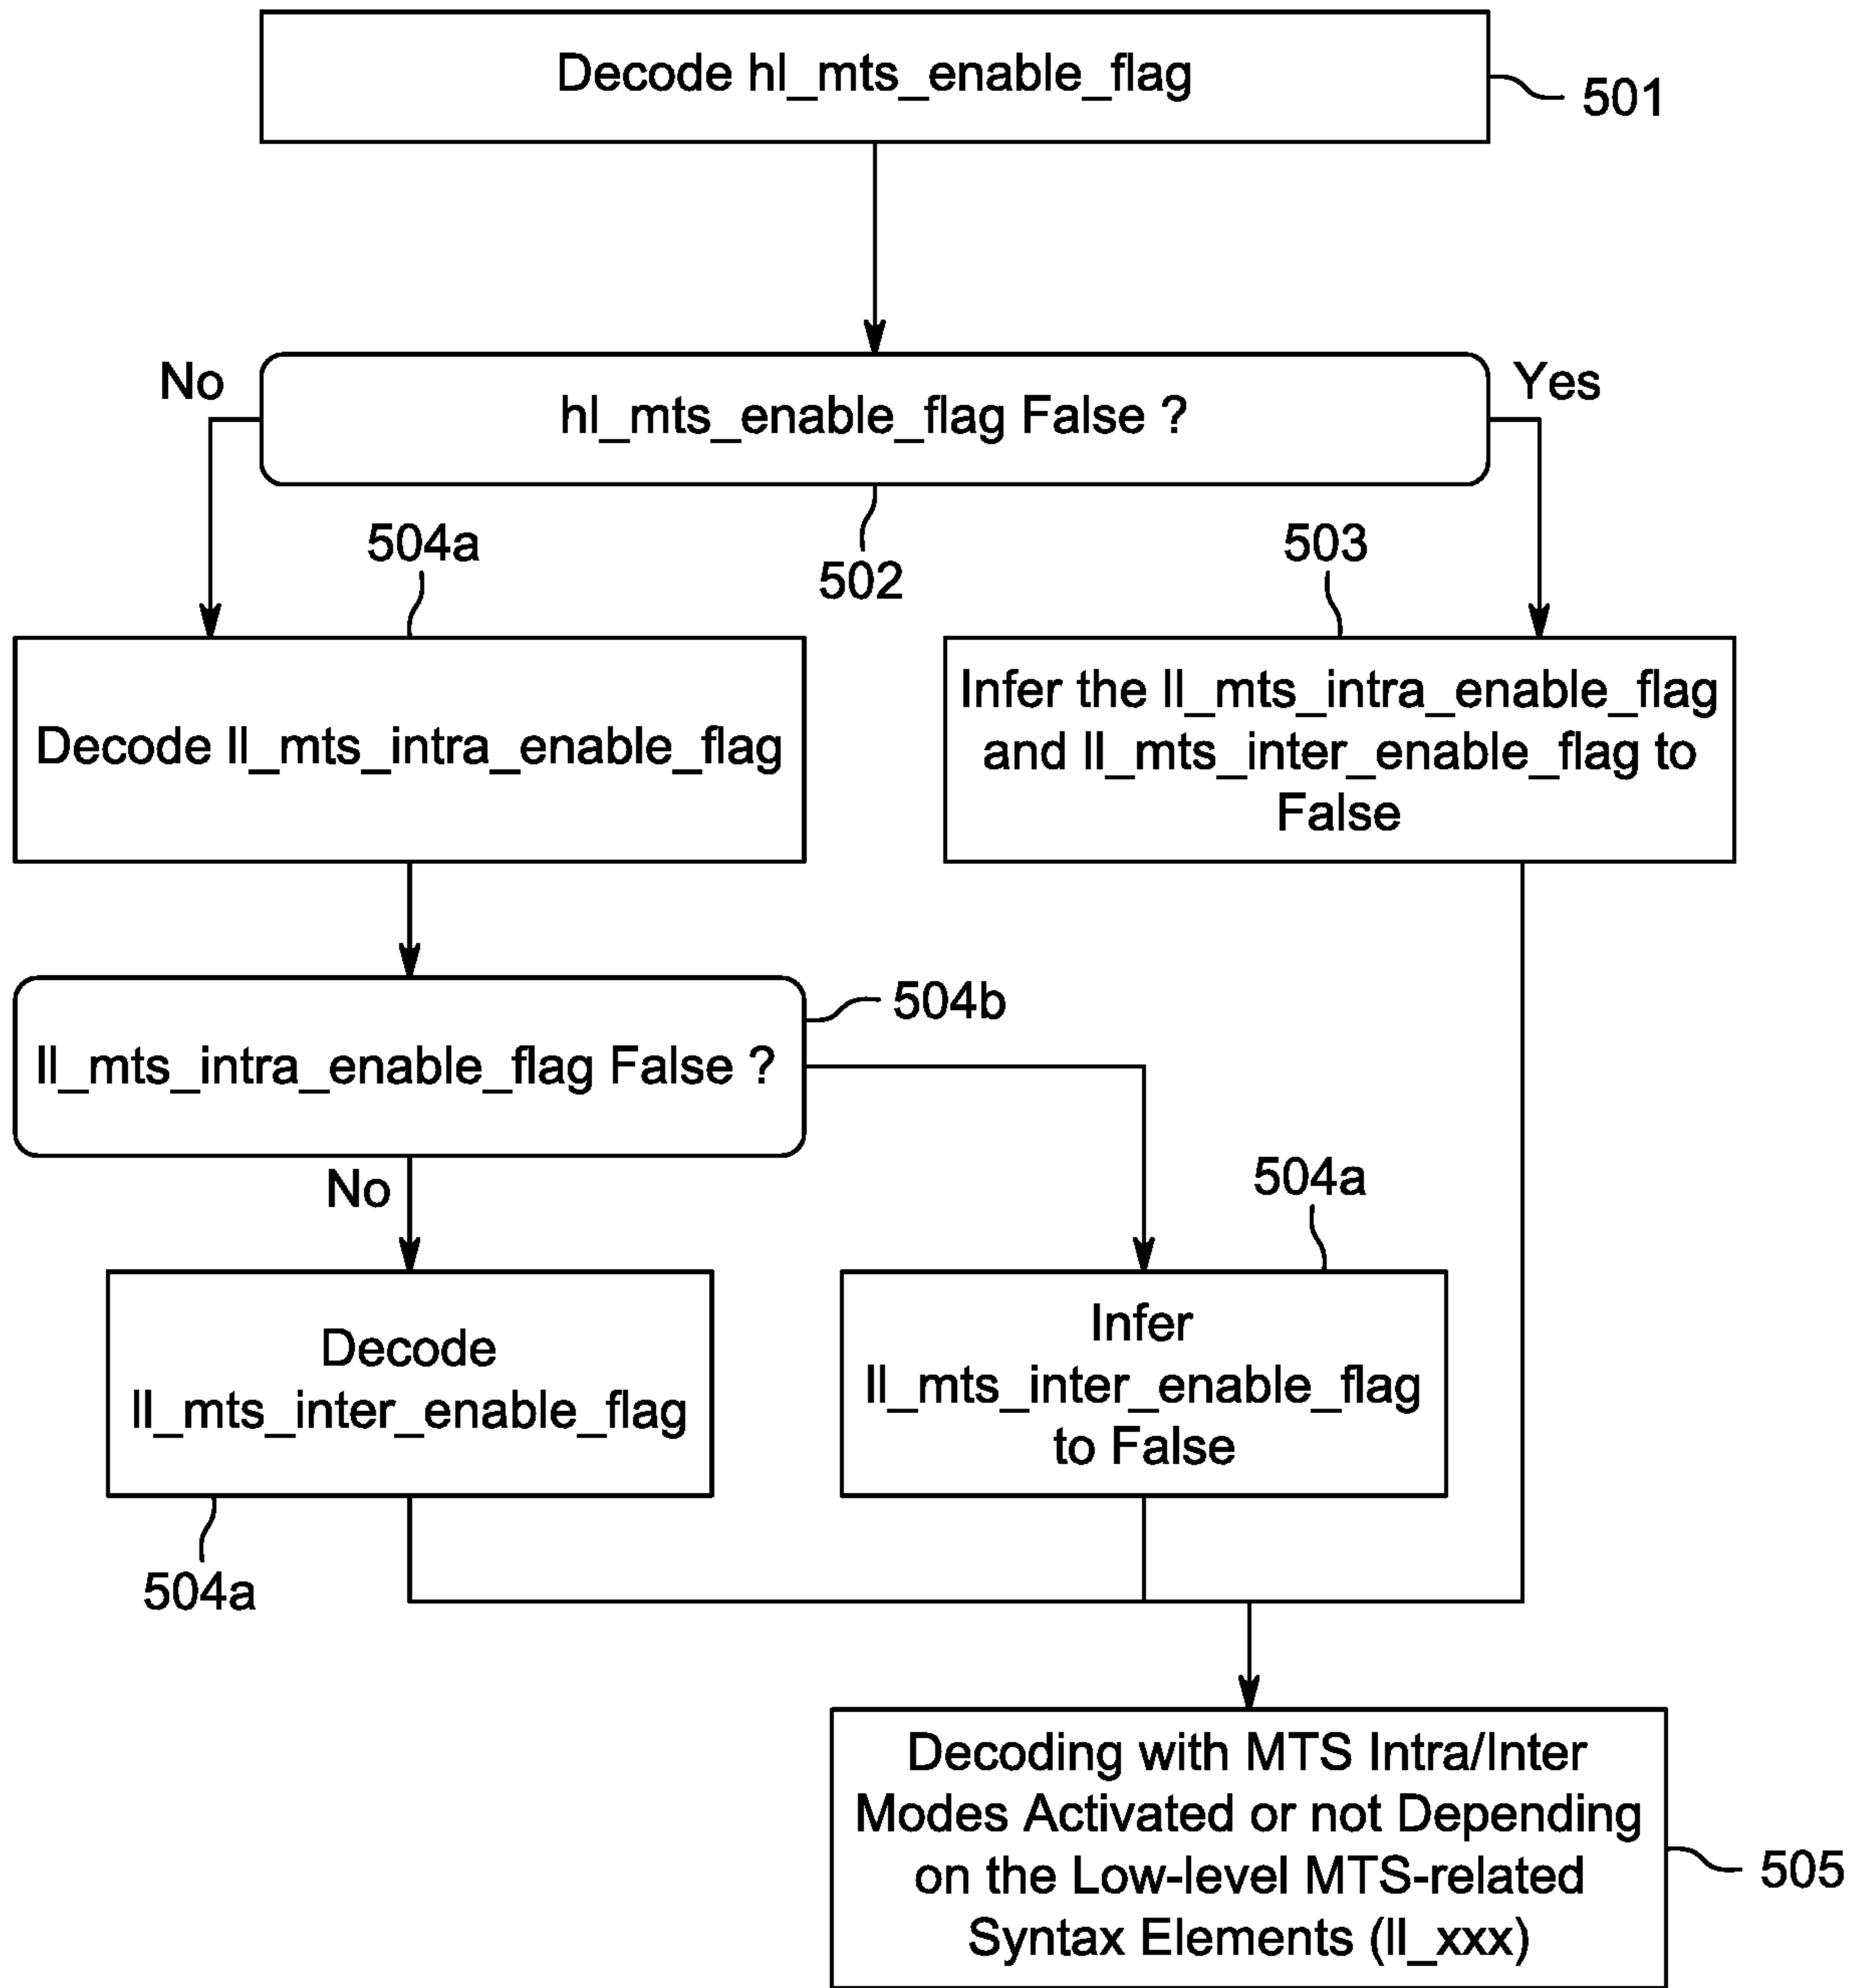 Decode hl_mts_enable_flag
501
No
hl_mts_enable_flag False ?
Yes
502
504a
503
Decode ll_mts_intra_enable_flag
Infer the ll_mts_intra_enable_flag
and ll_mts_inter_enable_flag to
False
504b
ll_mts_intra_enable_flag False ?
No
504a
Decode
ll_mts_inter_enable_flag
Infer
ll_mts_inter_enable_flag
to False
504a
Decoding with MTS Intra/Inter
Modes Activated or not Depending
on the Low-level MTS-related
Syntax Elements (ll_xxx)
505